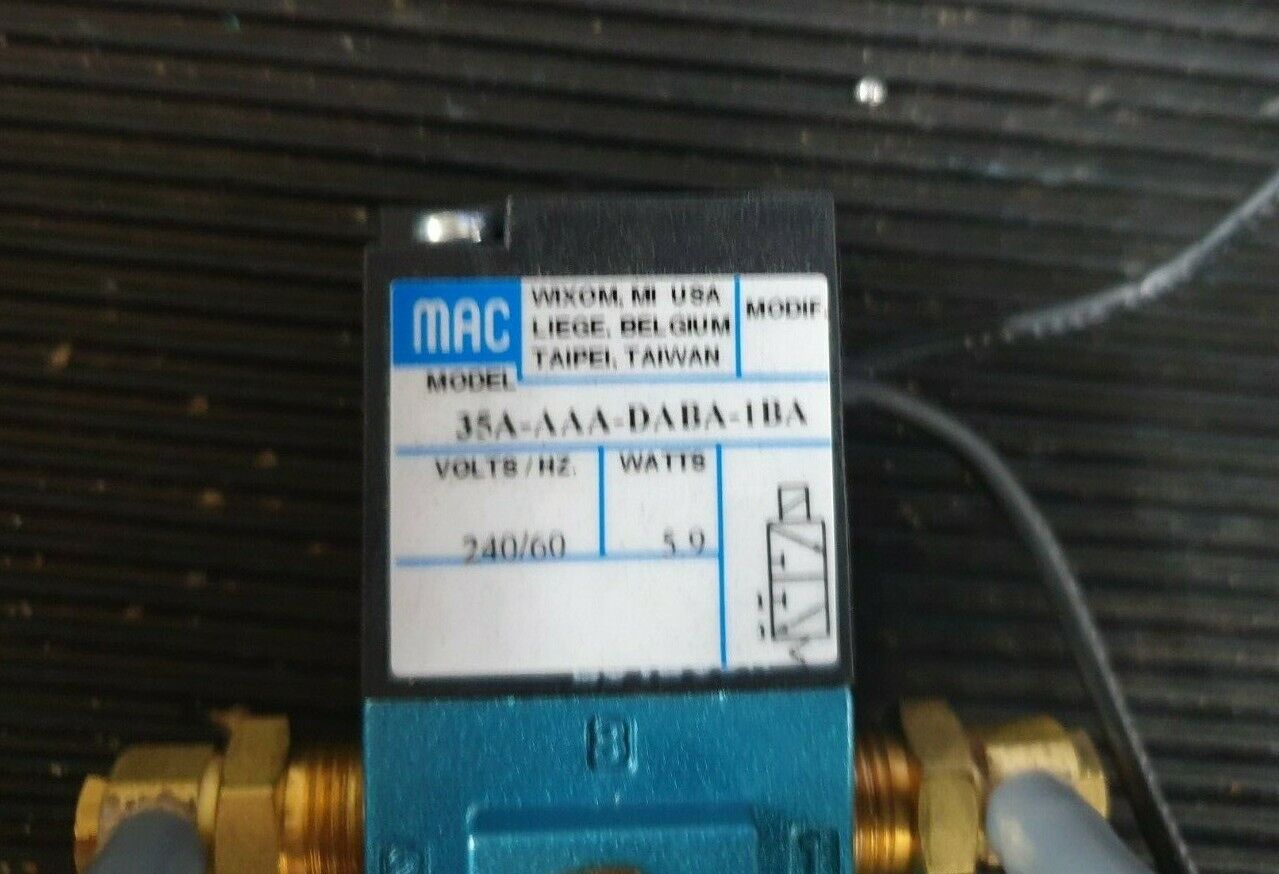 MAC
WIXOM, MI USA
LIEGE, BELGIUM
TAIPEI, TAIWAN
MODIF.
MODEL
35A-AAA-DABA-1BA
VOLTS / HZ.
WATTS
240/60
5.9